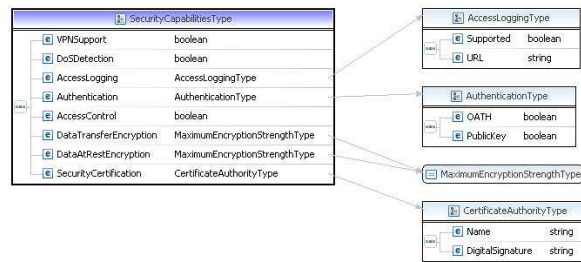 SecurityCapabilitiesType
VPNSupport boolean
DoSDetection boolean
AccessLogging AccessLoggingType
Authentication AuthenticationType
AccessControl boolean
DataTransferEncryption MaximumEncryptionStrengthType
DataAtRestEncryption MaximumEncryptionStrengthType
SecurityCertification CertificateAuthorityType
AccessLoggingType
Supported boolean
URL string
AuthenticationType
OATH boolean
PublicKey boolean
MaximumEncryptionStrengthType
CertificateAuthorityType
Name string
DigitalSignature string